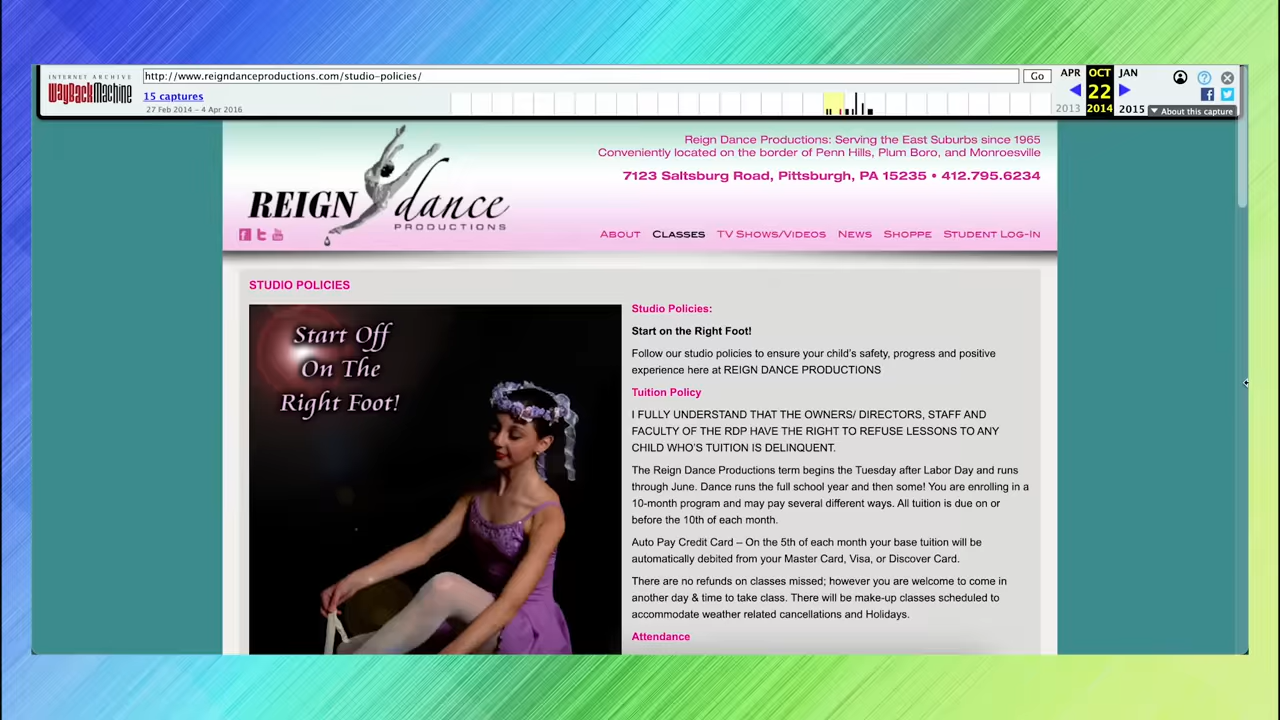 INTERNET ARCHIVE
WayBackMachine
http://www.reigndanceproductions.com/studio-policies/
Go
15 captures
27 Feb 2014 – 4 Apr 2016
APR OCT JAN
22
2013 2014 2015
About this capture
Reign Dance Productions: Serving the East Suburbs since 1965
Conveniently located on the border of Penn Hills, Plum Boro, and Monroesville
7123 Saltsburg Road, Pittsburgh, PA 15235 • 412.795.6234
REIGN dance
PRODUCTIONS
ABOUT CLASSES TV SHOWS/VIDEOS NEWS SHOPPE STUDENT LOG-IN
STUDIO POLICIES
Start Off
On The
Right Foot!
Studio Policies:
Start on the Right Foot!
Follow our studio policies to ensure your child's safety, progress and positive
experience here at REIGN DANCE PRODUCTIONS
Tuition Policy
I FULLY UNDERSTAND THAT THE OWNERS/ DIRECTORS, STAFF AND
FACULTY OF THE RDP HAVE THE RIGHT TO REFUSE LESSONS TO ANY
CHILD WHO'S TUITION IS DELINQUENT.
The Reign Dance Productions term begins the Tuesday after Labor Day and runs
through June. Dance runs the full school year and then some! You are enrolling in a
10-month program and may pay several different ways. All tuition is due on or
before the 10th of each month.
Auto Pay Credit Card – On the 5th of each month your base tuition will be
automatically debited from your Master Card, Visa, or Discover Card.
There are no refunds on classes missed; however you are welcome to come in
another day & time to take class. There will be make-up classes scheduled to
accommodate weather related cancellations and Holidays.
Attendance